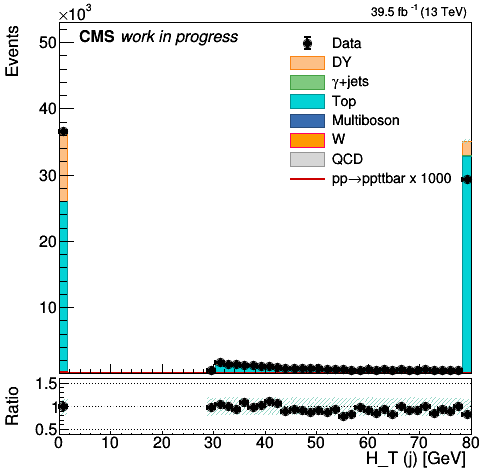 ×10³
39.5 fb⁻¹ (13 TeV)
Events
CMS work in progress
Data
DY
γ+jets
Top
Multiboson
W
QCD
pp→ppttbar x 1000
50
40
30
20
10
Ratio
1.5
1
0.5
0 10 20 30 40 50 60 70 80
H_T (j) [GeV]